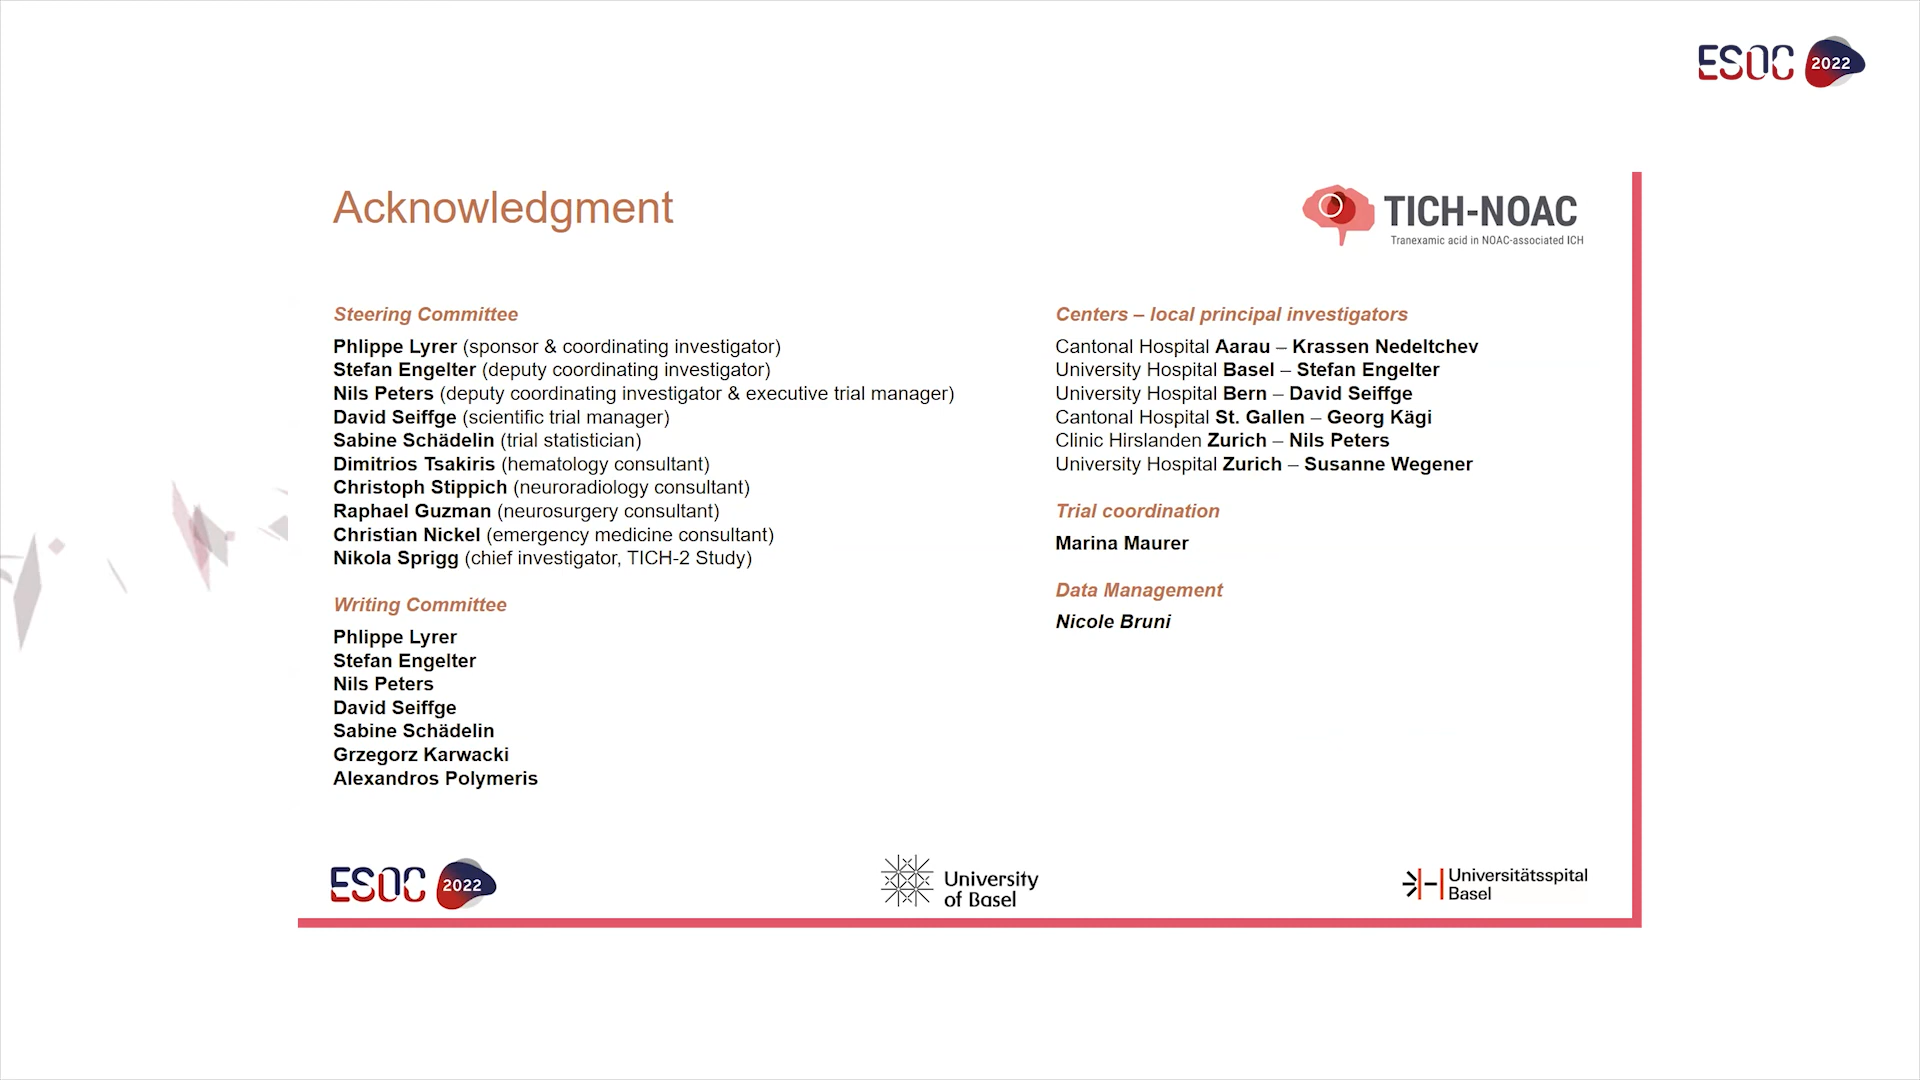 ESOC 2022
Acknowledgment
TICH-NOAC
Tranexamic acid in NOAC-associated ICH
Steering Committee
Phlippe Lyrer (sponsor & coordinating investigator)
Stefan Engelter (deputy coordinating investigator)
Nils Peters (deputy coordinating investigator & executive trial manager)
David Seiffge (scientific trial manager)
Sabine Schädelin (trial statistician)
Dimitrios Tsakiris (hematology consultant)
Christoph Stippich (neuroradiology consultant)
Raphael Guzman (neurosurgery consultant)
Christian Nickel (emergency medicine consultant)
Nikola Sprigg (chief investigator, TICH-2 Study)
Writing Committee
Phlippe Lyrer
Stefan Engelter
Nils Peters
David Seiffge
Sabine Schädelin
Grzegorz Karwacki
Alexandros Polymeris
Centers – local principal investigators
Cantonal Hospital Aarau – Krassen Nedeltchev
University Hospital Basel – Stefan Engelter
University Hospital Bern – David Seiffge
Cantonal Hospital St. Gallen – Georg Kägi
Clinic Hirslanden Zurich – Nils Peters
University Hospital Zurich – Susanne Wegener
Trial coordination
Marina Maurer
Data Management
Nicole Bruni
ESOC 2022
University
of Basel
Universitätsspital
Basel